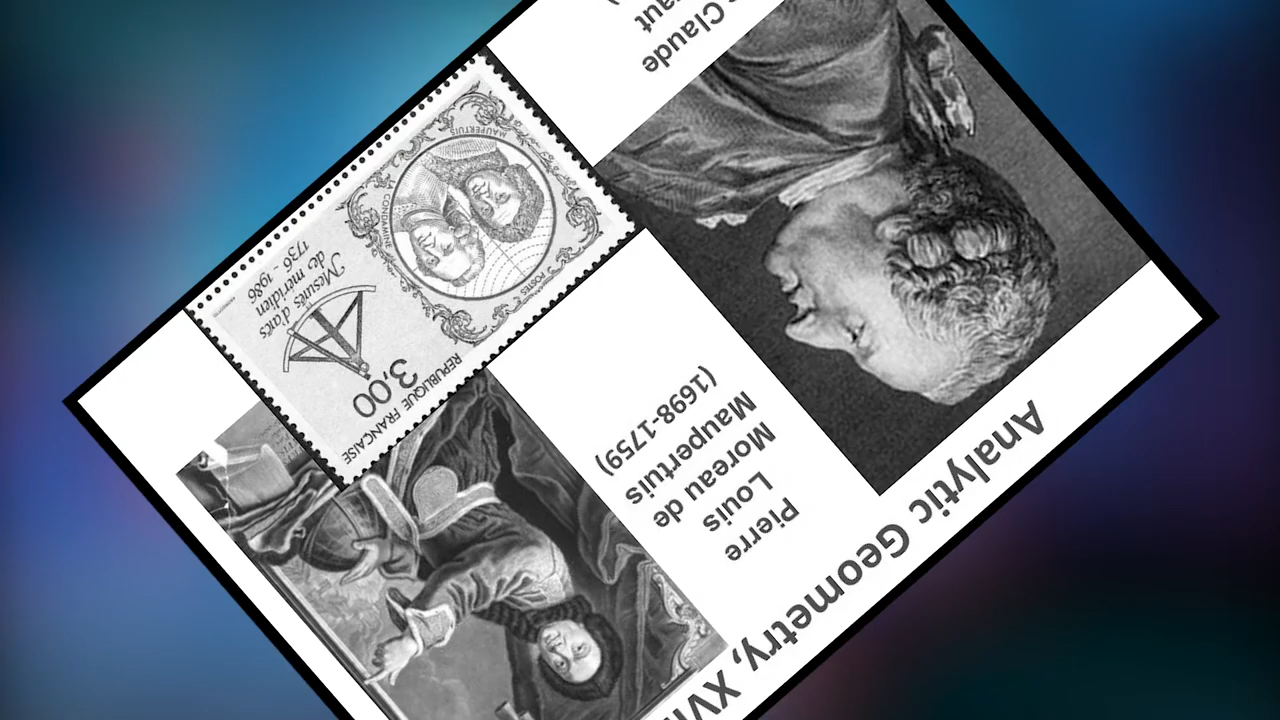 Analytic Geometry,
Pierre
Louis
Moreau de
Maupertuis
(1698-1759)
Claude
REPUBLIQUE FRANÇAISE
3,00
POSTES
CONDAMINE
MAUPERTUIS
Mesures d'arcs
de méridien
1736 - 1986